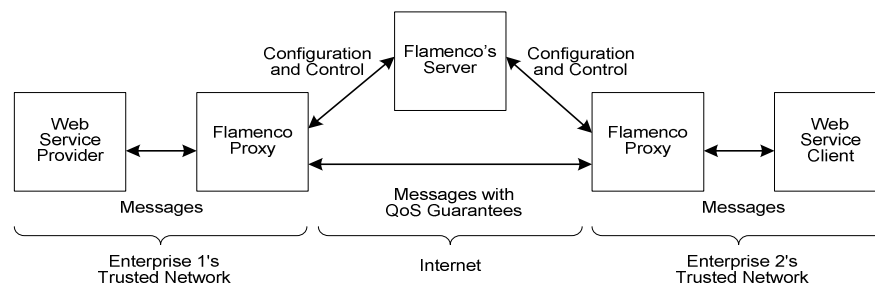 Flamenco's
Server
Configuration
and Control
Configuration
and Control
Web
Service
Provider
Flamenco
Proxy
Flamenco
Proxy
Web
Service
Client
Messages
Messages with
QoS Guarantees
Messages
Enterprise 1's
Trusted Network
Internet
Enterprise 2's
Trusted Network